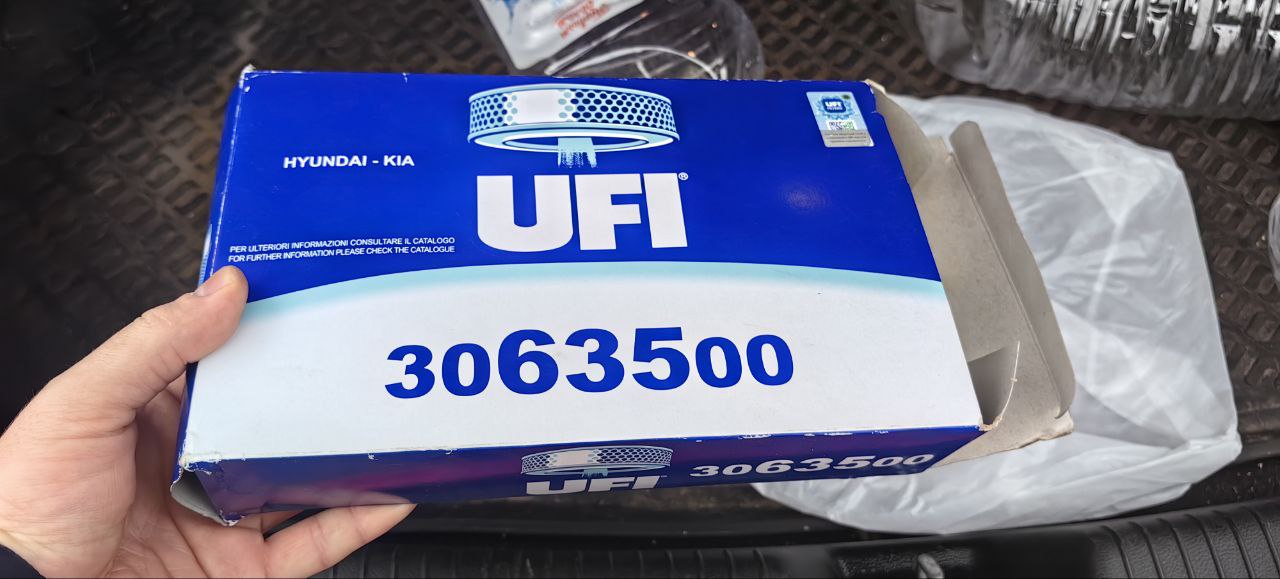 HYUNDAI - KIA
UFI®
PER ULTERIORI INFORMAZIONI CONSULTARE IL CATALOGO
FOR FURTHER INFORMATION PLEASE CHECK THE CATALOGUE
3063500
UFI
3063500
UFI